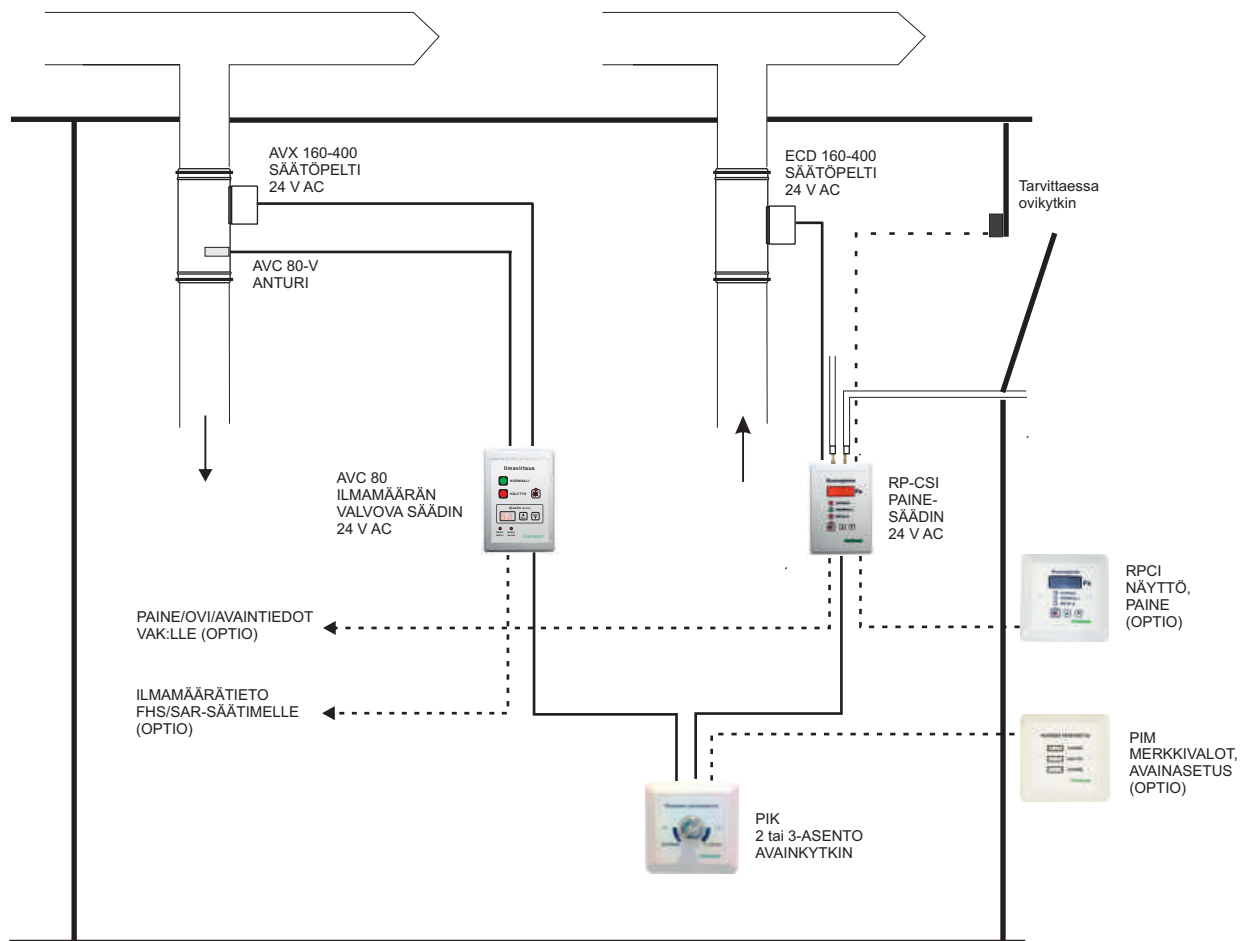 AVX 160-400
SÄÄTÖPELTI
24 V AC
ECD 160-400
SÄÄTÖPELTI
24 V AC
Tarvittaessa
ovikytkin
AVC 80-V
ANTURI
AVC 80
ILMAMÄÄRÄN
VALVOVA SÄÄDIN
24 V AC
Ilmavirtaus
NORMAALI
HÄLYTYS
RP-CSI
PAINE-
SÄÄDIN
24 V AC
Pa
RPCI
NÄYTTÖ,
PAINE
(OPTIO)
Pa
PAINE/OVI/AVAINTIEDOT
VAK:LLE (OPTIO)
ILMAMÄÄRÄTIETO
FHS/SAR-SÄÄTIMELLE
(OPTIO)
PIM
MERKKIVALOT,
AVAINASETUS
(OPTIO)
PIK
2 tai 3-ASENTO
AVAINKYTKIN